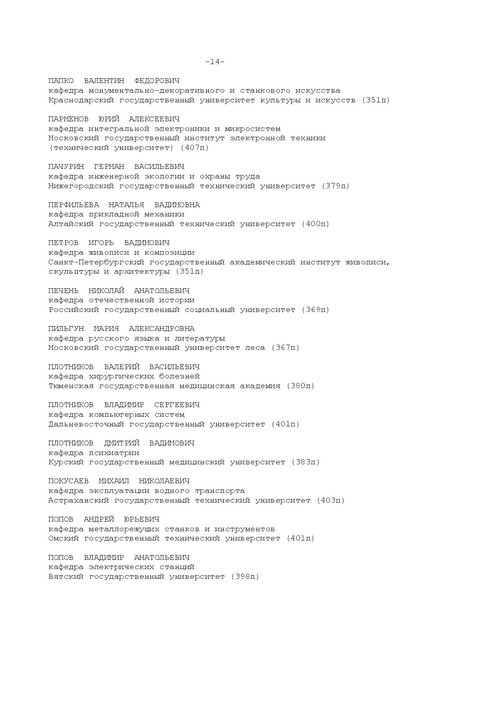 -14-
ПАПКО ВАЛЕНТИН ФЕДОРОВИЧ
кафедра монументально-декоративного и станкового искусства
Краснодарский государственный университет культуры и искусств (351п)
ПАРМЕНОВ ЮРИЙ АЛЕКСЕЕВИЧ
кафедра интегральной электроники и микросистем
Московский государственный институт электронной техники
(технический университет) (407п)
ПАЧУРИН ГЕРМАН ВАСИЛЬЕВИЧ
кафедра инженерной экологии и охраны труда
Нижегородский государственный технический университет (379п)
ПЕРФИЛЬЕВА НАТАЛЬЯ ВАДИМОВНА
кафедра прикладной механики
Алтайский государственный технический университет (400п)
ПЕТРОВ ИГОРЬ ВАДИМОВИЧ
кафедра живописи и композиции
Санкт-Петербургский государственный академический институт живописи,
скульптуры и архитектуры (351п)
ПЕЧЕНЬ НИКОЛАЙ АНАТОЛЬЕВИЧ
кафедра отечественной истории
Российский государственный социальный университет (369п)
ПИЛЬГУН МАРИЯ АЛЕКСАНДРОВНА
кафедра русского языка и литературы
Московский государственный университет леса (367п)
ПЛОТНИКОВ ВАЛЕРИЙ ВАСИЛЬЕВИЧ
кафедра хирургических болезней
Тюменская государственная медицинская академия (380п)
ПЛОТНИКОВ ВЛАДИМИР СЕРГЕЕВИЧ
кафедра компьютерных систем
Дальневосточный государственный университет (401п)
ПЛОТНИКОВ ДМИТРИЙ ВАДИМОВИЧ
кафедра психиатрии
Курский государственный медицинский университет (383п)
ПОКУСАЕВ МИХАИЛ НИКОЛАЕВИЧ
кафедра эксплуатации водного транспорта
Астраханский государственный технический университет (403п)
ПОПОВ АНДРЕЙ ЮРЬЕВИЧ
кафедра металлорежущих станков и инструментов
Омский государственный технический университет (401п)
ПОПОВ ВЛАДИМИР АНАТОЛЬЕВИЧ
кафедра электрических станций
Вятский государственный университет (398п)